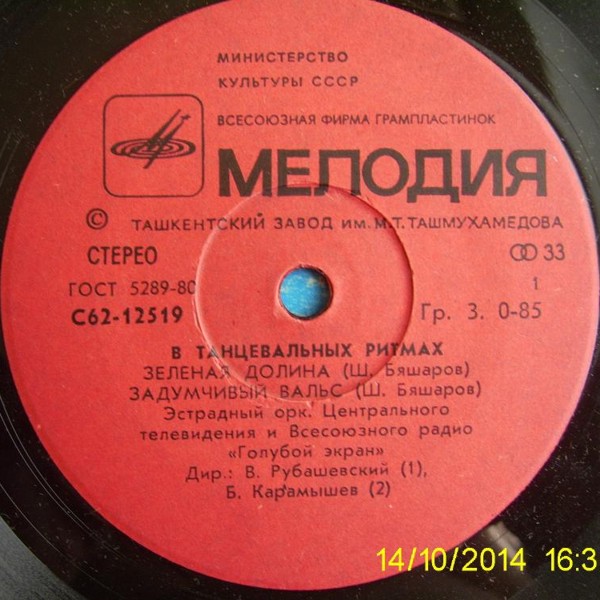 МИНИСТЕРСТВО
КУЛЬТУРЫ СССР
ВСЕСОЮЗНАЯ ФИРМА ГРАМПЛАСТИНОК
МЕЛОДИЯ
© ТАШКЕНТСКИЙ ЗАВОД ИМ. М.Т. ТАШМУХАМЕДОВА
СТЕРЕО 33
ГОСТ 5289-80 1
С62-12519 Гр. 3. 0-85
В ТАНЦЕВАЛЬНЫХ РИТМАХ
ЗЕЛЕНАЯ ДОЛИНА (Ш. Бяшаров)
ЗАДУМЧИВЫЙ ВАЛЬС (Ш. Бяшаров)
Эстрадный орк. Центрального
телевидения и Всесоюзного радио
«Голубой экран»
Дир.: В. Рубашевский (1),
Б. Карамышев (2)
14/10/2014 16:3